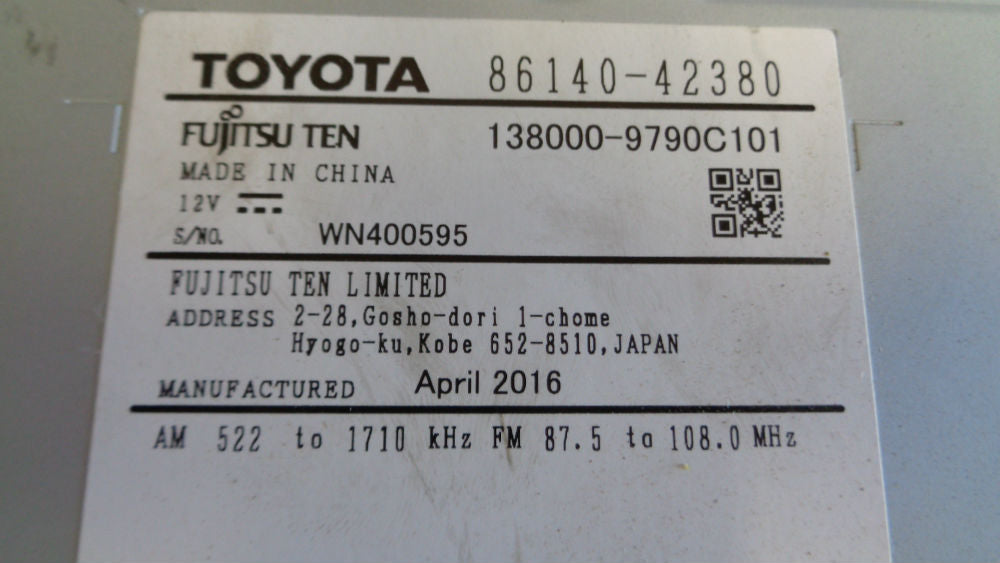 TOYOTA 86140-42380
FUJITSU TEN 138000-9790C101
MADE IN CHINA
12V
S/NO. WN400595
FUJITSU TEN LIMITED
ADDRESS 2-28,Gosho-dori 1-chome
Hyogo-ku,Kobe 652-8510,JAPAN
MANUFACTURED April 2016
AM 522 to 1710 kHz FM 87.5 to 108.0 MHz